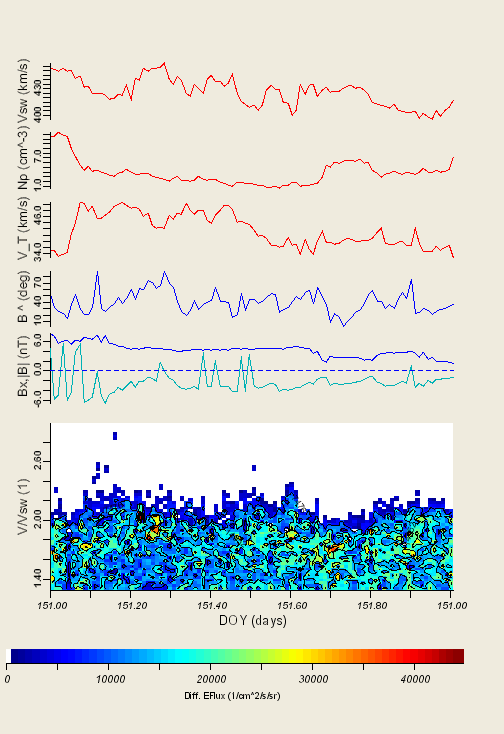 Vsw (km/s)
430
400
Np (cm^-3)
7.0
1.0
V_T (km/s)
46.0
34.0
B ^ (deg)
70
40
10
Bx,|B| (nT)
6.0
0.0
-6.0
V/Vsw (1)
2.60
2.00
1.40
151.00 151.20 151.40 151.60 151.80 151.00
DOY (days)
0 10000 20000 30000 40000
Diff. EFlux (1/cm^2/s/sr)